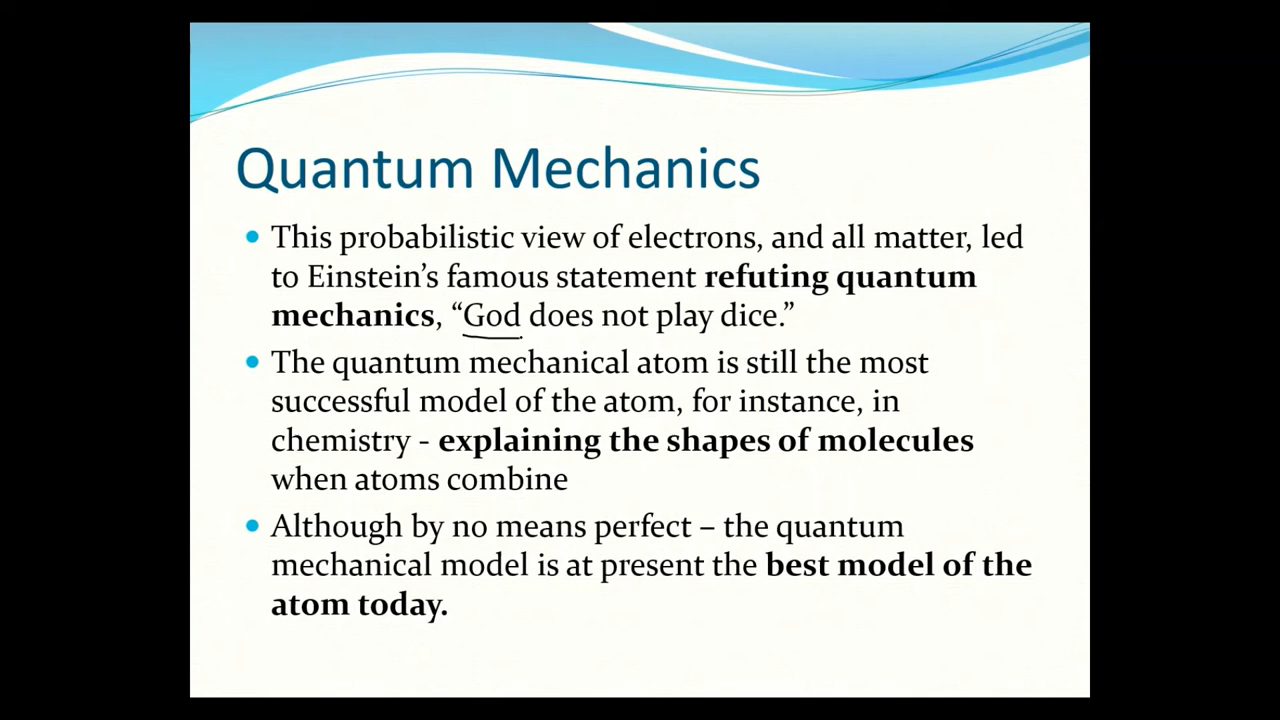 Quantum Mechanics
• This probabilistic view of electrons, and all matter, led
to Einstein’s famous statement refuting quantum
mechanics, “God does not play dice.”
• The quantum mechanical atom is still the most
successful model of the atom, for instance, in
chemistry - explaining the shapes of molecules
when atoms combine
• Although by no means perfect – the quantum
mechanical model is at present the best model of the
atom today.